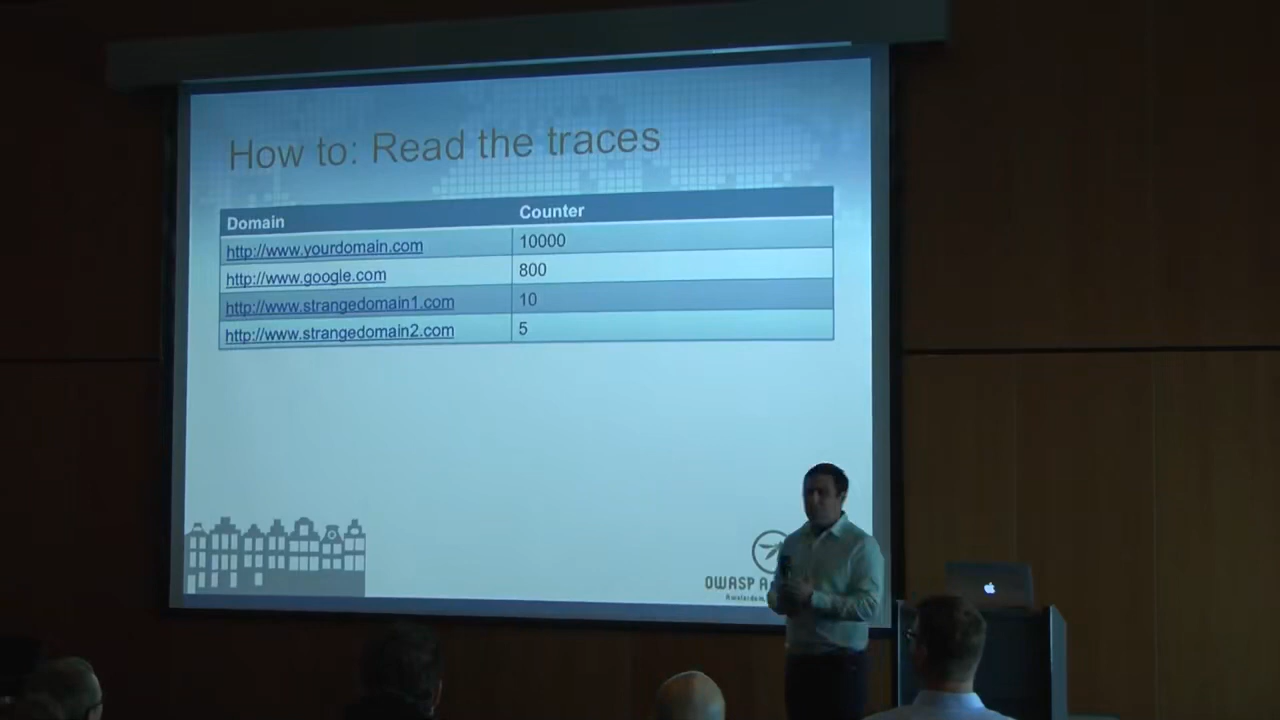 How to: Read the traces
Domain Counter
http://www.yourdomain.com 10000
http://www.google.com 800
http://www.strangedomain1.com 10
http://www.strangedomain2.com 5
OWASP A
Amsterdam